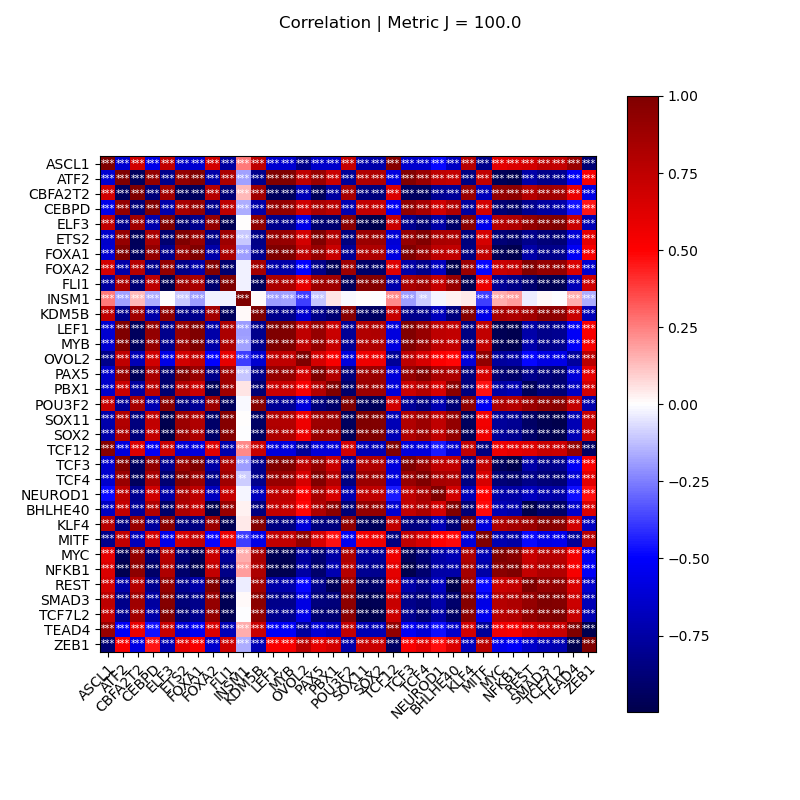 Correlation | Metric J = 100.0
ASCL1
ATF2
CBFA2T2
CEBPD
ELF3
ETS2
FOXA1
FOXA2
FLI1
INSM1
KDM5B
LEF1
MYB
OVOL2
PAX5
PBX1
POU3F2
SOX11
SOX2
TCF12
TCF3
TCF4
NEUROD1
BHLHE40
KLF4
MITF
MYC
NFKB1
REST
SMAD3
TCF7L2
TEAD4
ZEB1
ASCL1
ATF2
CBFA2T2
CEBPD
ELF3
ETS2
FOXA1
FOXA2
FLI1
INSM1
KDM5B
LEF1
MYB
OVOL2
PAX5
PBX1
POU3F2
SOX11
SOX2
TCF12
TCF3
TCF4
NEUROD1
BHLHE40
KLF4
MITF
MYC
NFKB1
REST
SMAD3
TCF7L2
TEAD4
ZEB1
1.00
0.75
0.50
0.25
0.00
−0.25
−0.50
−0.75